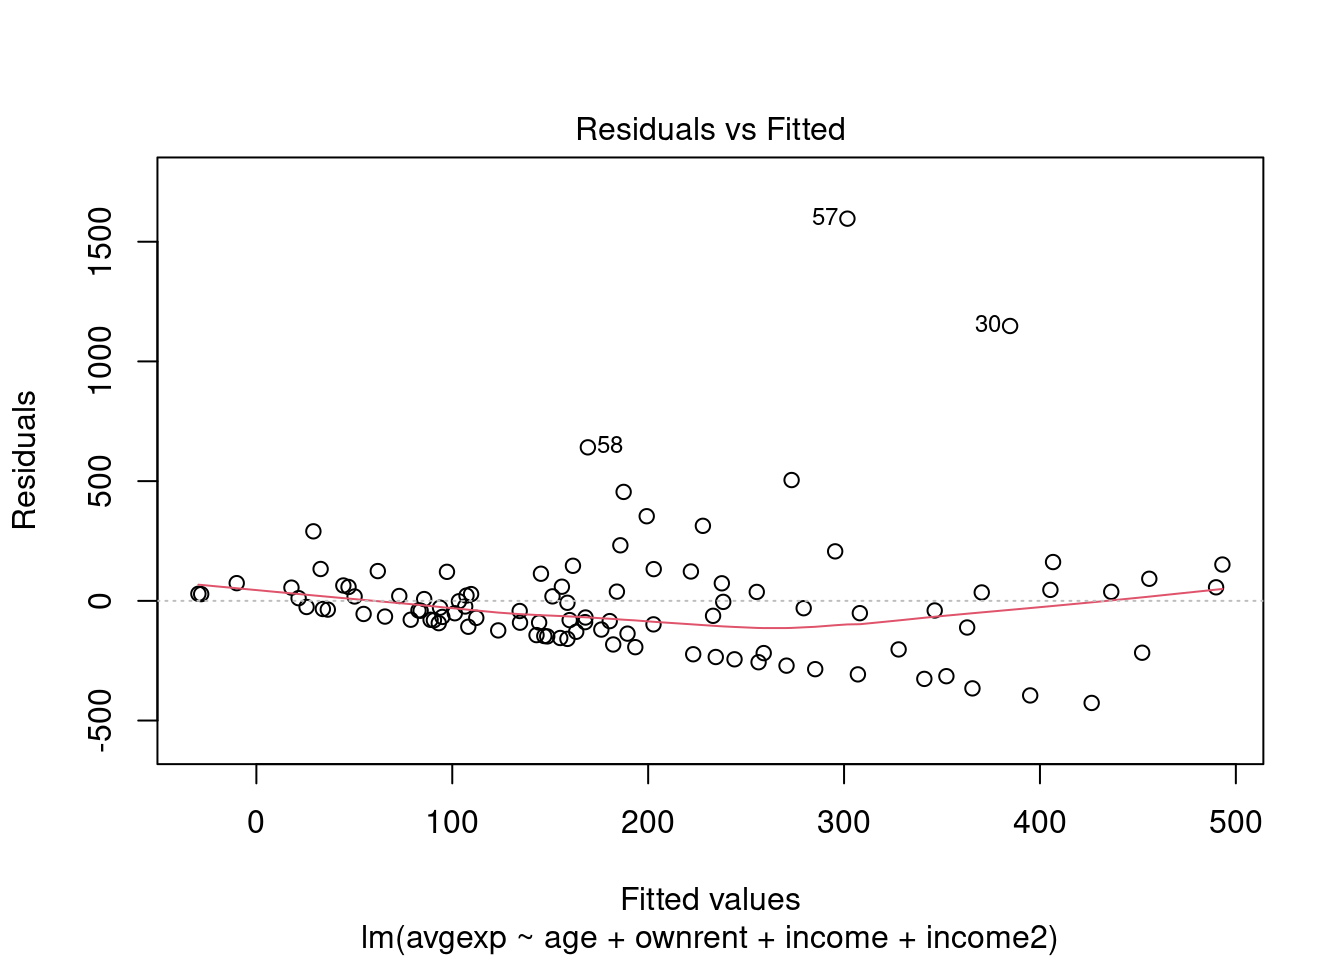 Residuals vs Fitted
1500
1000
500
0
-500
Residuals
57
30
58
0 100 200 300 400 500
Fitted values
lm(avgexp ~ age + ownrent + income + income2)